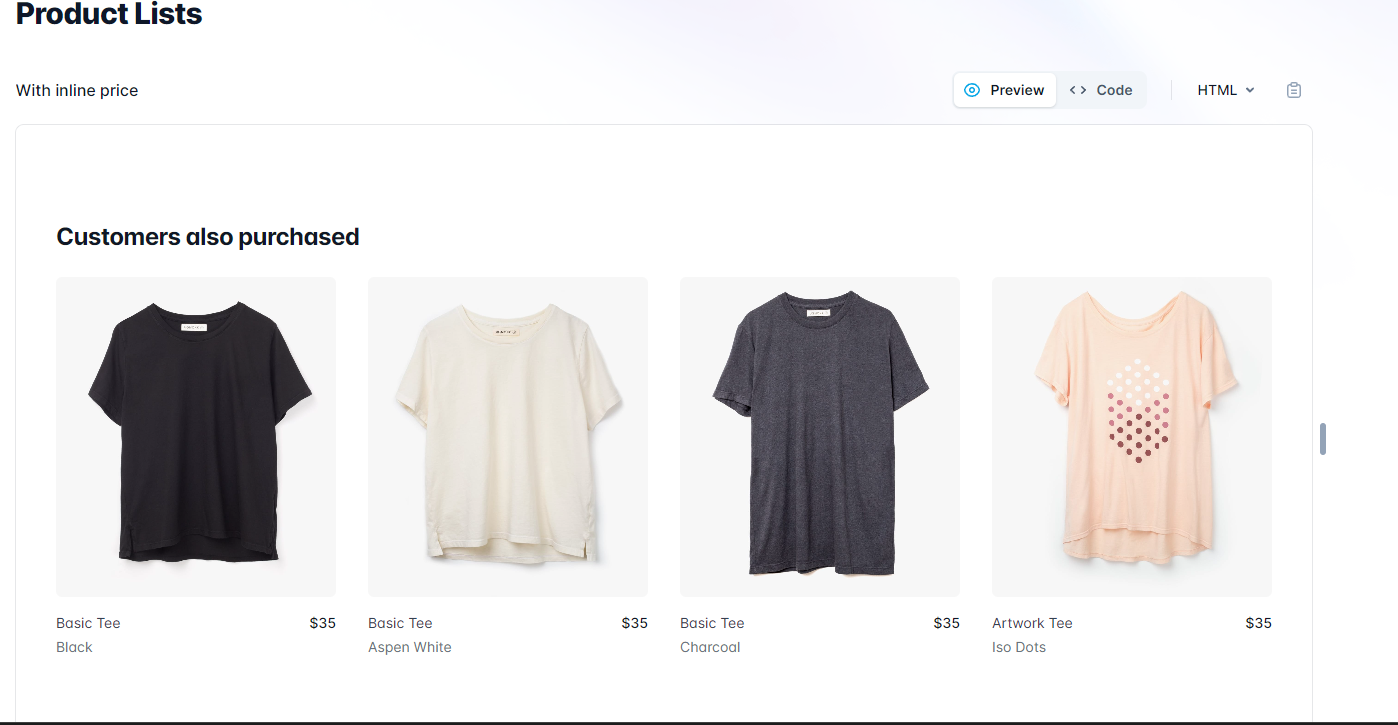 Product Lists
With inline price
Preview
Code
HTML
Customers also purchased
Basic Tee $35
Black
Basic Tee $35
Aspen White
Basic Tee $35
Charcoal
Artwork Tee $35
Iso Dots